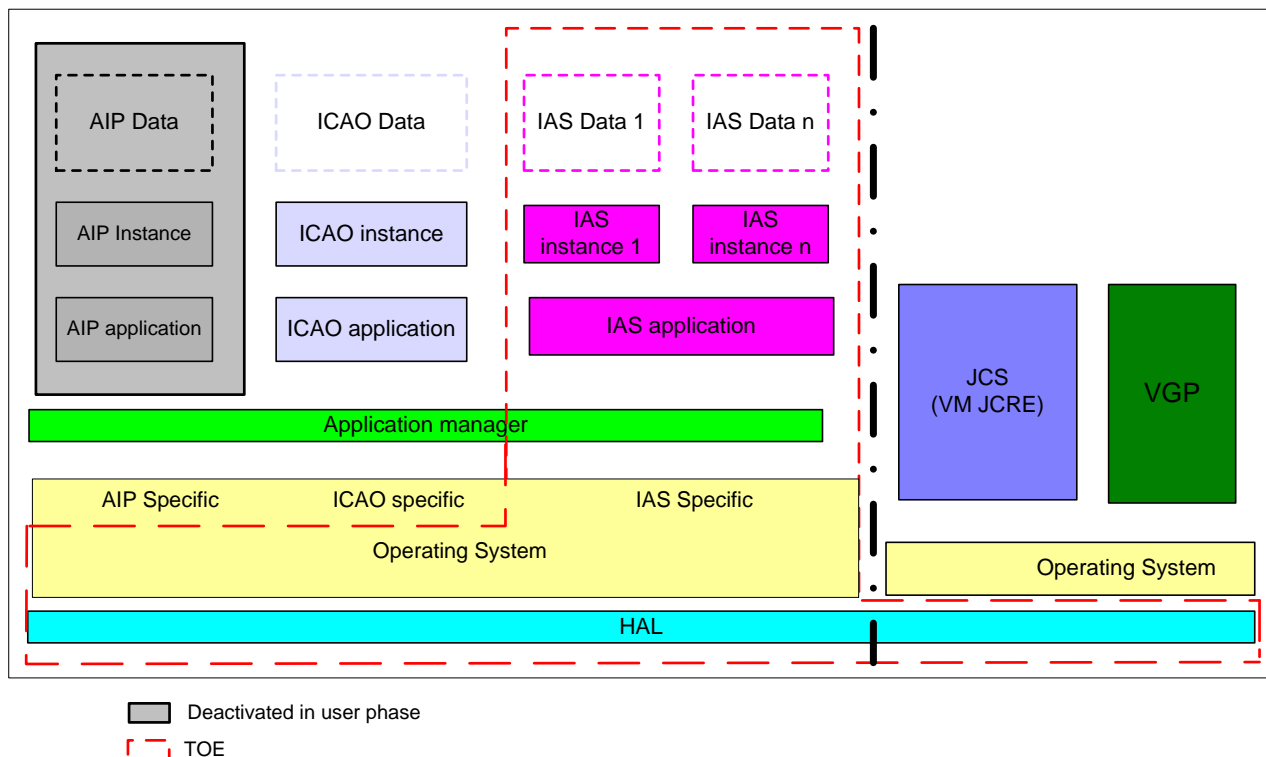 AIP Data
ICAO Data
IAS Data 1
IAS Data n
AIP Instance
ICAO instance
IAS
instance 1
IAS
instance n
AIP application
ICAO application
IAS application
JCS
(VM JCRE)
VGP
Application manager
AIP Specific
ICAO specific
IAS Specific
Operating System
Operating System
HAL
Deactivated in user phase
TOE